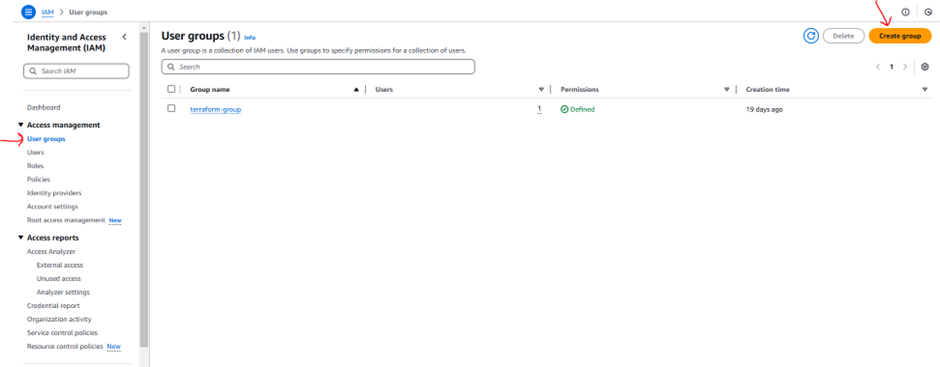 IAM > User groups
Identity and Access
Management (IAM)
Search IAM
Dashboard
Access management
User groups
Users
Roles
Policies
Identity providers
Account settings
Root access management New
Access reports
Access Analyzer
External access
Unused access
Analyzer settings
Credential report
Organization activity
Service control policies
Resource control policies New
User groups (1) Info
A user group is a collection of IAM users. Use groups to specify permissions for a collection of users.
Delete
Create group
Search
1
Group name Users Permissions Creation time
terraform-group 1 Defined 19 days ago